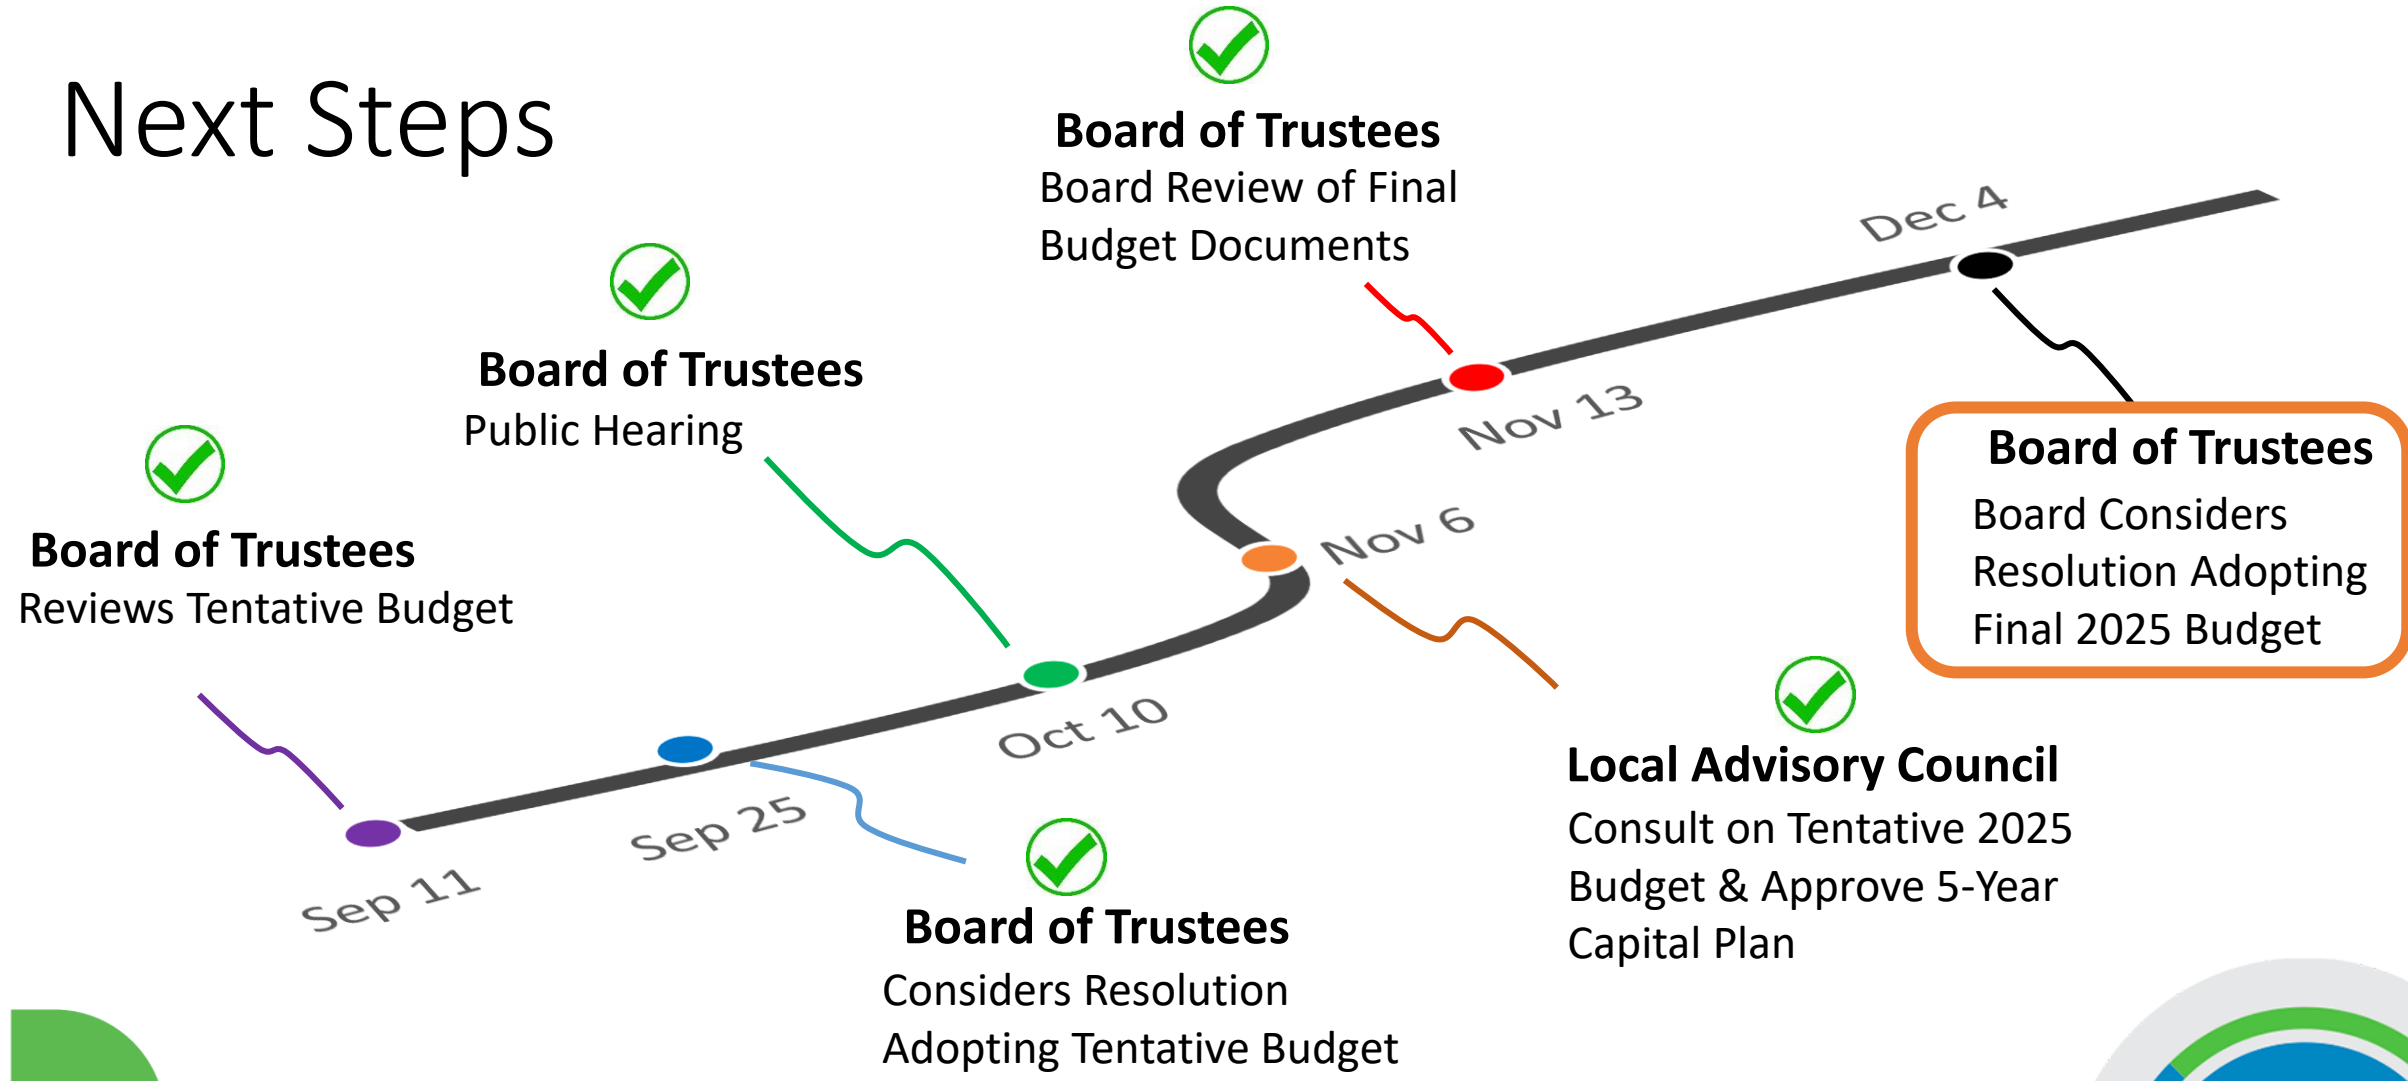 Next Steps
Board of Trustees
Reviews Tentative Budget
Sep 11
Sep 25
Board of Trustees
Considers Resolution
Adopting Tentative Budget
Board of Trustees
Public Hearing
Oct 10
Nov 6
Local Advisory Council
Consult on Tentative 2025
Budget & Approve 5-Year
Capital Plan
Board of Trustees
Board Review of Final
Budget Documents
Nov 13
Dec 4
Board of Trustees
Board Considers
Resolution Adopting
Final 2025 Budget